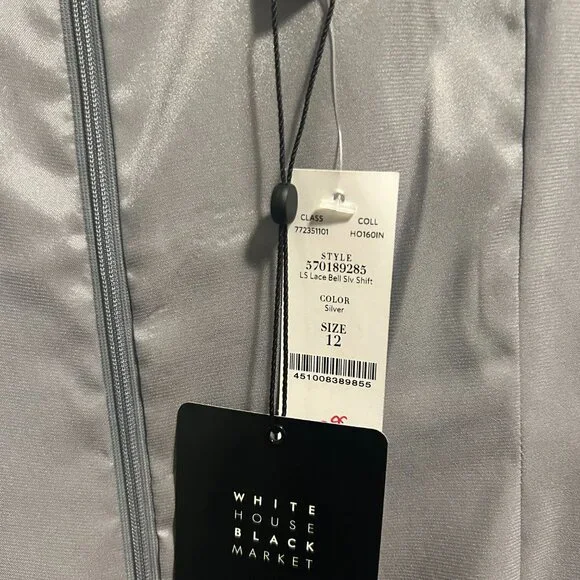 CLASS COLL
772351101 HO160IN
STYLE
570189285
LS Lace Bell Slv Shift
COLOR
Silver
SIZE
12
451008389855
WHITE
HOUSE
BLACK
MARKET